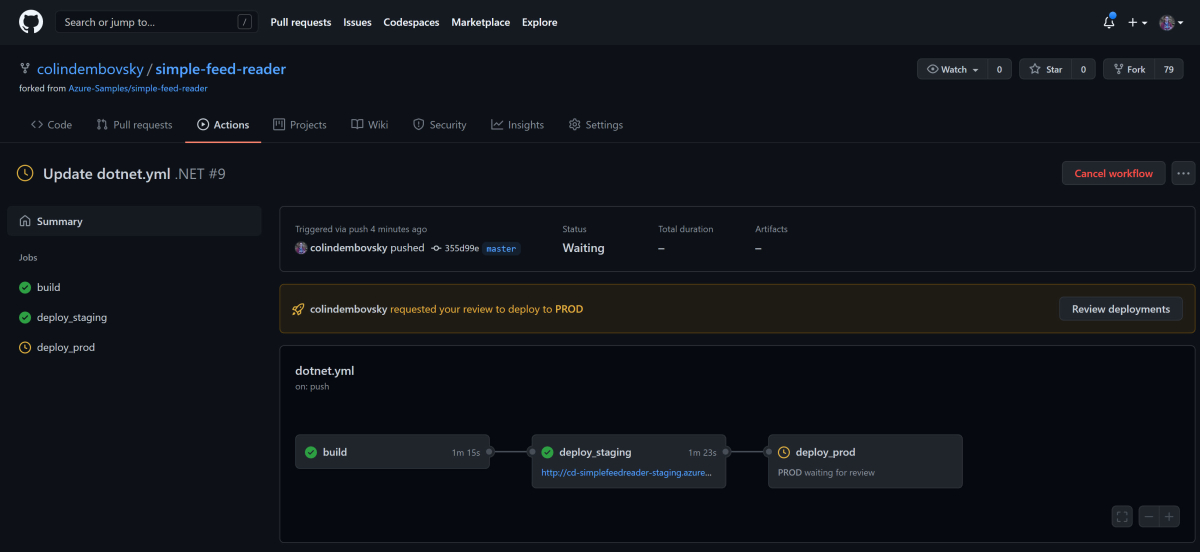 Search or jump to... / Pull requests Issues Codespaces Marketplace Explore
colindembovsky / simple-feed-reader Watch 0 Star 0 Fork 79
forked from Azure-Samples/simple-feed-reader
Code Pull requests Actions Projects Wiki Security Insights Settings
Update dotnet.yml .NET #9 Cancel workflow ...
Summary
Jobs
build
deploy_staging
deploy_prod
Triggered via push 4 minutes ago Status Total duration Artifacts
colindembovsky pushed 355d99e master Waiting – –
colindembovsky requested your review to deploy to PROD Review deployments
dotnet.yml
on: push
build 1m 15s deploy_staging 1m 23s deploy_prod
http://cd-simplefeedreader-staging.azure... PROD waiting for review